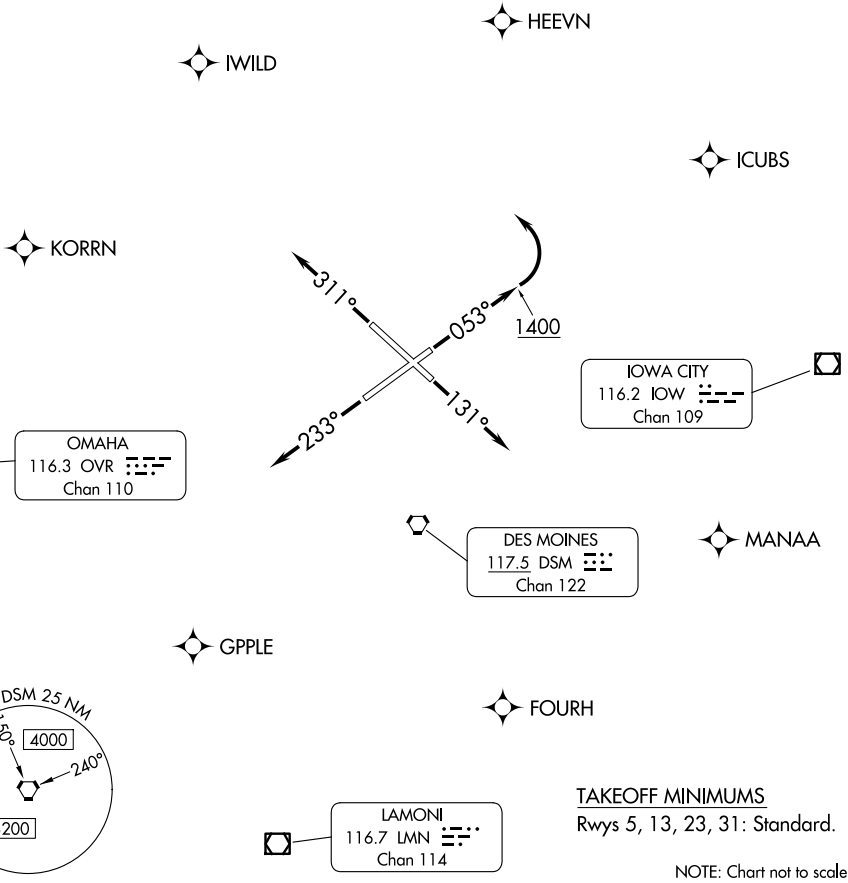 HEEVN
IWILD
ICUBS
KORRN
311°
053°
1400
IOWA CITY
116.2 IOW
Chan 109
233°
131°
OMAHA
116.3 OVR
Chan 110
DES MOINES
117.5 DSM
Chan 122
MANAA
GPPLE
DSM 25 NM
150°
4000
240°
200
FOURH
LAMONI
116.7 LMN
Chan 114
TAKEOFF MINIMUMS
Rwys 5, 13, 23, 31: Standard.
NOTE: Chart not to scale